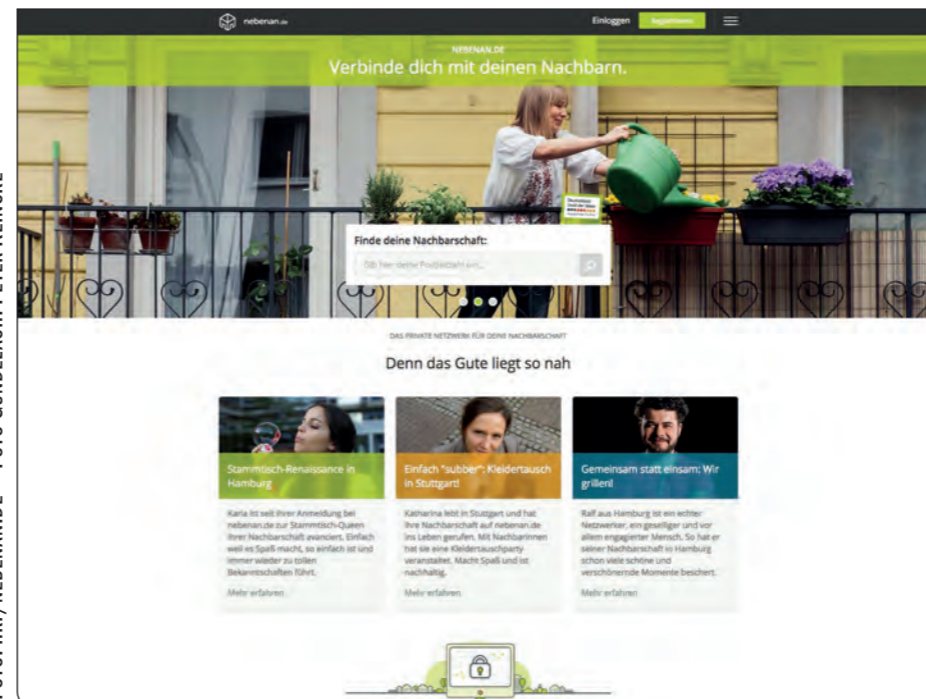 nebenan.de
Einloggen
Registrieren
NEBENAN.DE
Verbinde dich mit deinen Nachbarn.
Finde deine Nachbarschaft:
Gib hier deine Postleitzahl ein...
DAS PRIVATE NETZWERK FÜR DEINE NACHBARSCHAFT
Denn das Gute liegt so nah
Stammtisch-Renaissance in
Hamburg
Karla ist seit ihrer Anmeldung bei
nebenan.de zur Stammtisch-Queen
ihrer Nachbarschaft avanciert. Einfach
weil es Spaß macht, so einfach ist und
immer wieder zu tollen
Bekanntschaften führt.
Mehr erfahren
Einfach "subber": Kleidertausch
in Stuttgart!
Katharina lebt in Stuttgart und hat
ihre Nachbarschaft auf nebenan.de
ins Leben gerufen. Mit Nachbarinnen
hat sie eine Kleidertauschparty
veranstaltet. Macht Spaß und ist
nachhaltig.
Mehr erfahren
Gemeinsam statt einsam: Wir
grillen!
Ralf aus Hamburg ist ein echter
Netzwerker, ein geselliger und vor
allem engagierter Mensch. So hat er
seiner Nachbarschaft in Hamburg
schon viele schöne und
verschönernde Momente beschert.
Mehr erfahren